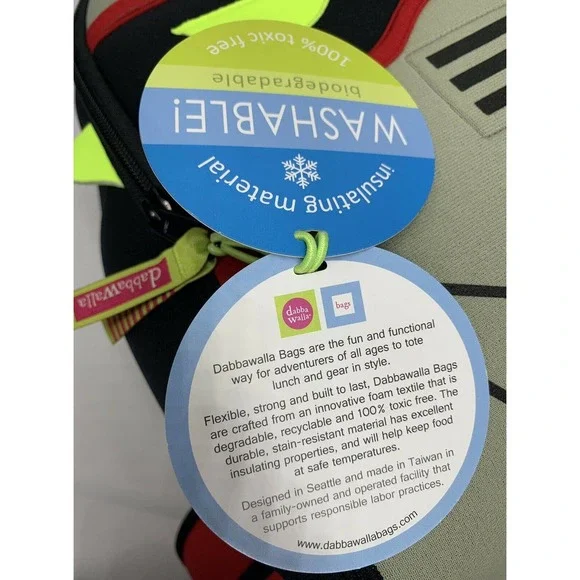 100% toxic free
biodegradable
WASHABLE!
insulating material
dabbawalla
dabba
walla
bags
Dabbawalla Bags are the fun and functional
way for adventurers of all ages to tote
lunch and gear in style.
Flexible, strong and built to last, Dabbawalla Bags
are crafted from an innovative foam textile that is
degradable, recyclable and 100% toxic free. The
durable, stain-resistant material has excellent
insulating properties, and will help keep food
at safe temperatures.
Designed in Seattle and made in Taiwan in
a family-owned and operated facility that
supports responsible labor practices.
www.dabbawallabags.com